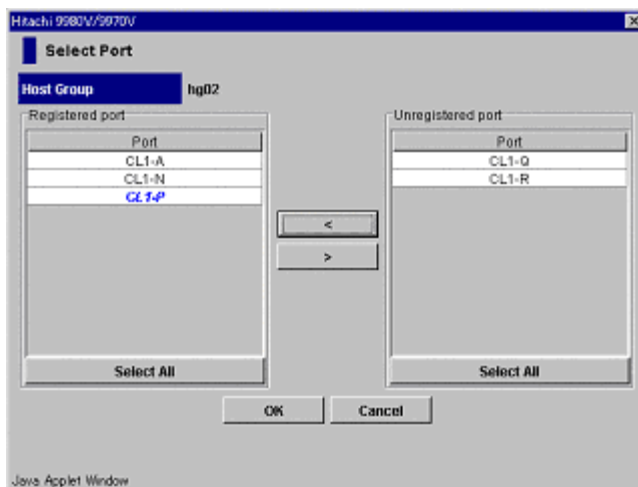 Hitachi 9980V/9970V
Select Port
Host Group hg02
Registered port
Port
CL1-A
CL1-N
CL1-P
Select All
<
>
Unregistered port
Port
CL1-Q
CL1-R
Select All
OK Cancel
Java Applet Window